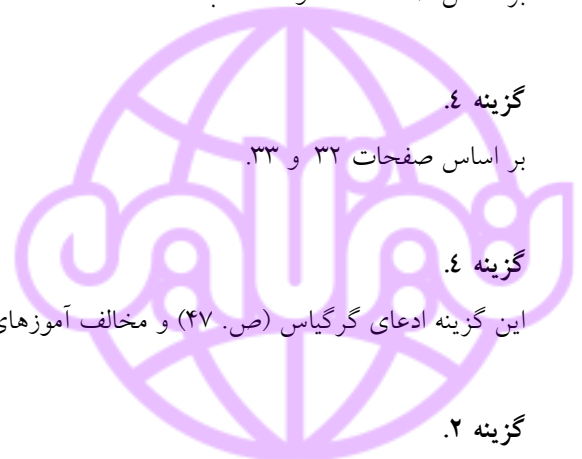 گزینه ٤.
بر اساس صفحات ۳۲ و ۳۳.
گزینه ٤.
این گزینه ادعای گرگیاس (ص. ۴۷) و مخالف آموزهای
گزینه ۲.